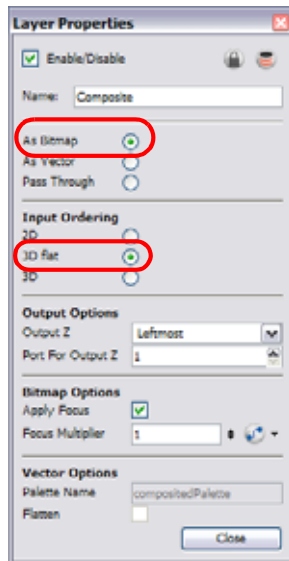 Layer Properties
Enable/Disable
Name: Composite
As Bitmap
As Vector
Pass Through
Input Ordering
2D
3D flat
3D
Output Options
Output Z Leftmost
Port For Output Z 1
Bitmap Options
Apply Focus
Focus Multiplier 1
Vector Options
Palette Name compositedPalette
Flatten
Close